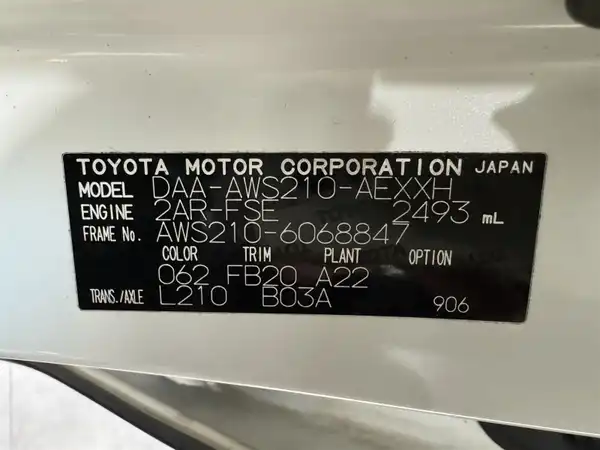 TOYOTA MOTOR CORPORATION JAPAN
MODEL DAA-AWS210-AEXXH
ENGINE 2AR-FSE 2493 mL
FRAME No. AWS210-6068847
COLOR TRIM PLANT OPTION
062 FB20 A22
TRANS./AXLE L210 B03A 906